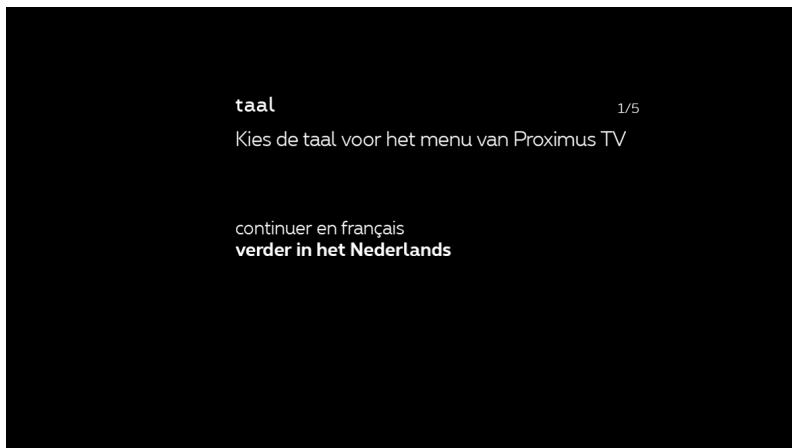 taal
1/5
Kies de taal voor het menu van Proximus TV
continuer en français
verder in het Nederlands